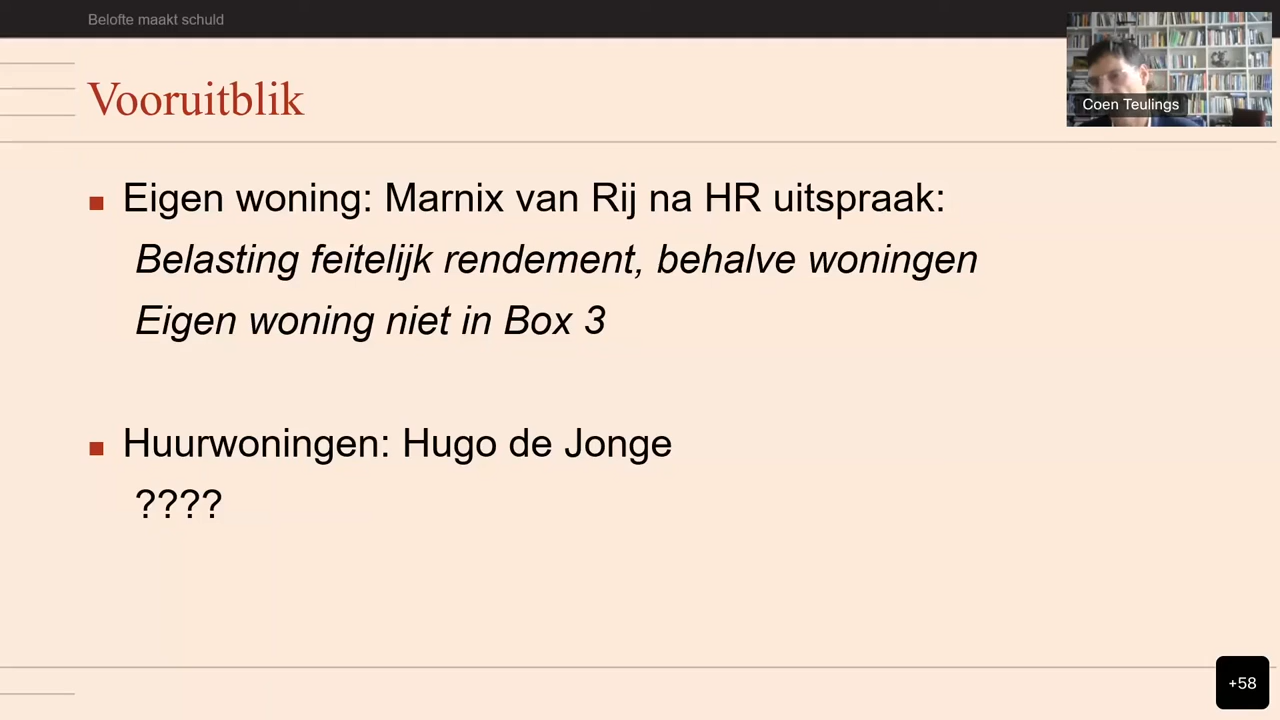 Belofte maakt schuld
Vooruitblik
Coen Teulings
Eigen woning: Marnix van Rij na HR uitspraak:
Belasting feitelijk rendement, behalve woningen
Eigen woning niet in Box 3
Huurwoningen: Hugo de Jonge
????
+58